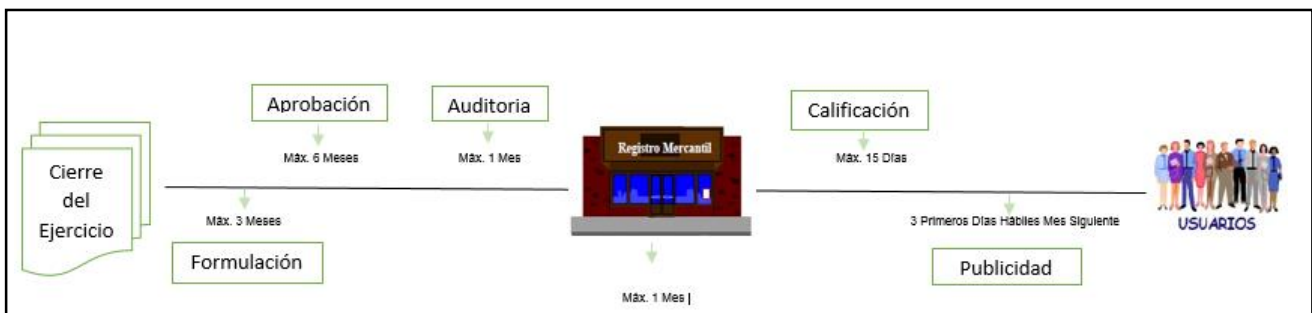 Cierre
del
Ejercicio
Aprobación
Máx. 6 Meses
Auditoria
Máx. 1 Mes
Máx. 3 Meses
Formulación
Registro Mercantil
Máx. 1 Mes
Calificación
Máx. 15 Días
3 Primeros Días Hábiles Mes Siguiente
Publicidad
USUARIOS